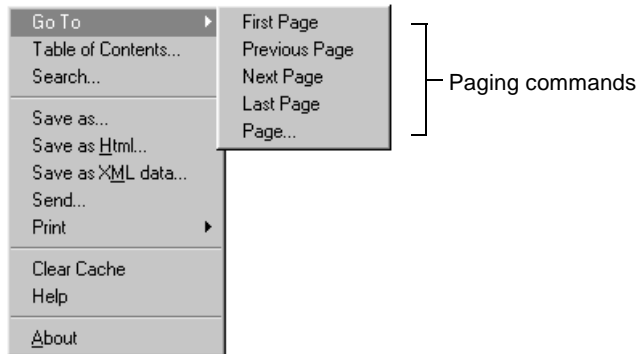 Go To
Table of Contents...
Search...
Save as...
Save as Html...
Save as XML data...
Send...
Print
Clear Cache
Help
About
First Page
Previous Page
Next Page
Last Page
Page...
Paging commands